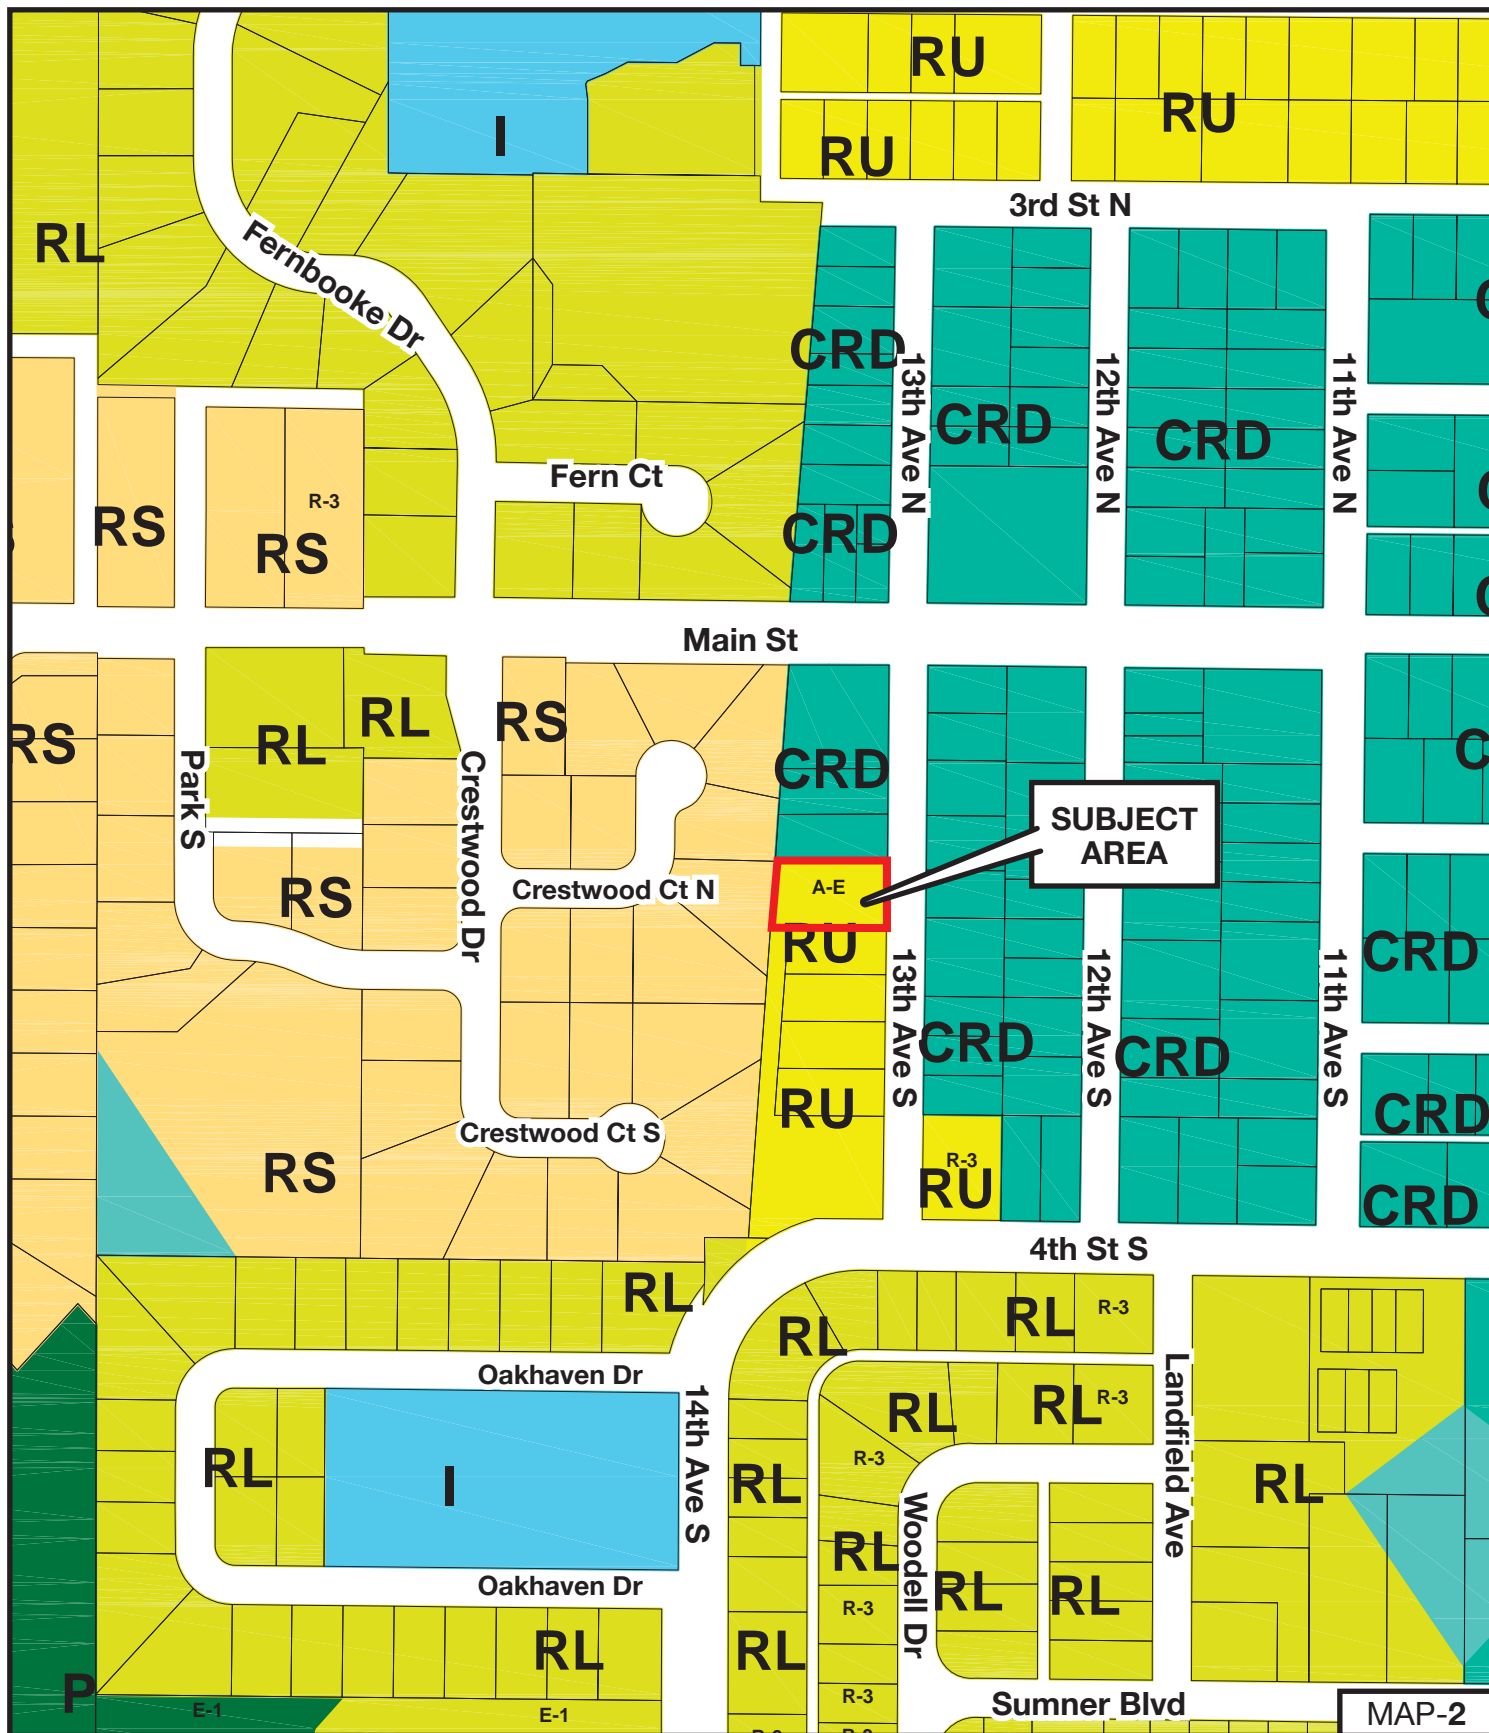 I
RU
RU
RU
3rd St N
RL
Fernbooke Dr
CRD
13th Ave N
12th Ave N
11th Ave N
C
CRD
CRD
Fern Ct
R-3
RS
RS
CRD
C
C
Main St
RS
RL
RL
RS
CRD
C
Park S
Crestwood Dr
SUBJECT
AREA
RS
Crestwood Ct N
A-E
RU
13th Ave S
12th Ave S
11th Ave S
CRD
CRD
CRD
RU
CRD
Crestwood Ct S
RS
R-3
RU
CRD
4th St S
RL
RL
RL
R-3
Oakhaven Dr
14th Ave S
Landfield Ave
RL
RL
R-3
R-3
RL
I
RL
RL
Woodell Dr
RL
Oakhaven Dr
R-3
RL
RL
RL
RL
P
E-1
E-1
R-3
Sumner Blvd
MAP-2